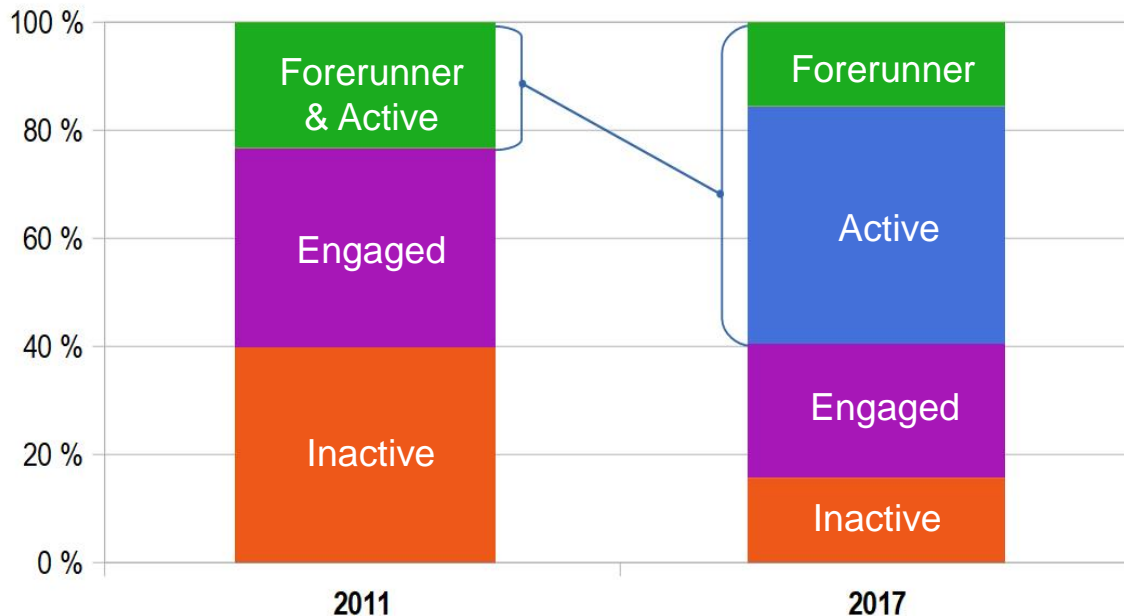 100 %
80 %
60 %
40 %
20 %
0 %
Forerunner
& Active
Engaged
Inactive
Forerunner
Active
Engaged
Inactive
2011
2017